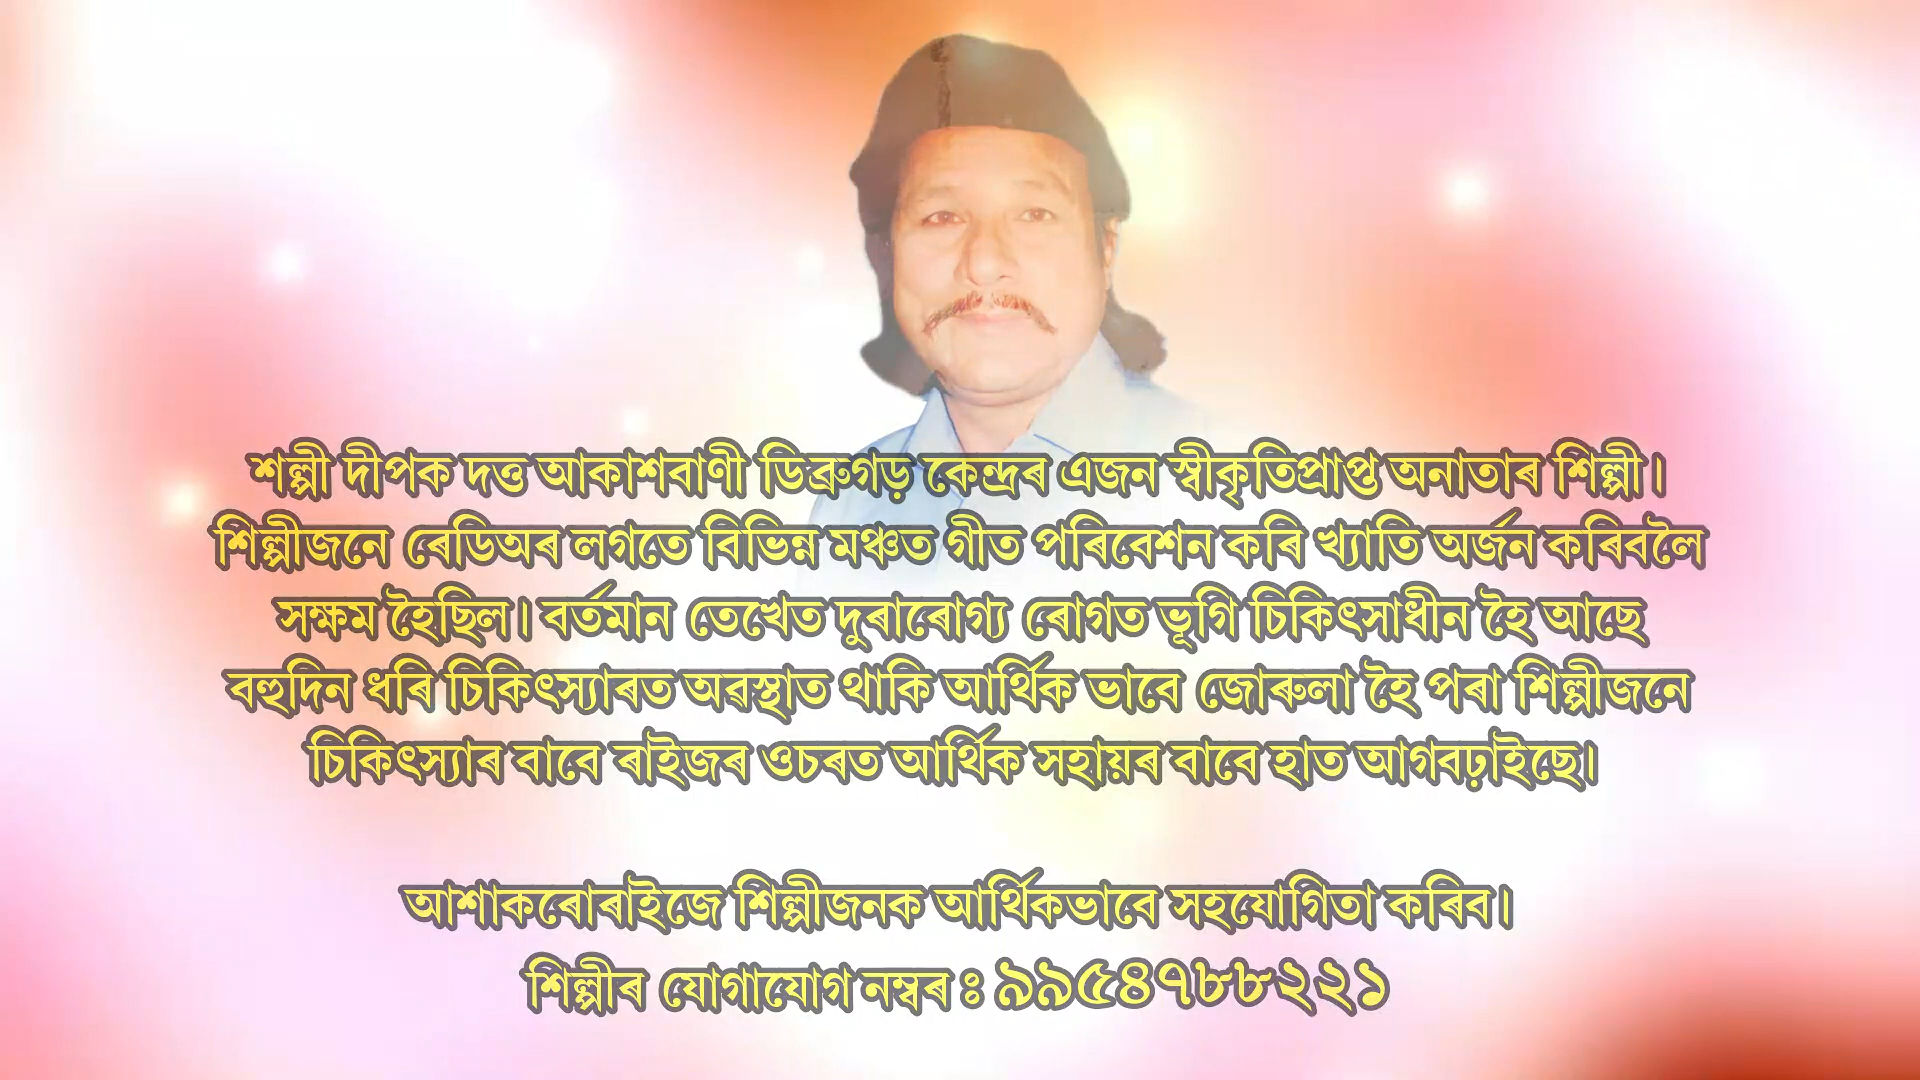 শল্পী দীপক দত্ত আকাশবাণী ডিব্ৰুগড় কেন্দ্ৰৰ এজন স্বীকৃতিপ্ৰাপ্ত অনাতাৰ শিল্পী।
শিল্পীজনে ৰেডিঅৰ লগতে বিভিন্ন মঞ্চত গীত পৰিবেশন কৰি খ্যাতি অৰ্জন কৰিবলৈ
সক্ষম হৈছিল। বৰ্তমান তেখেত দুৰাৰোগ্য ৰোগত ভূগি চিকিৎসাধীন হৈ আছে
বহুদিন ধৰি চিকিৎস্যাৰত অৱস্থাত থাকি আৰ্থিক ভাবে জোৰুলা হৈ পৰা শিল্পীজনে
চিকিৎস্যাৰ বাবে ৰাইজৰ ওচৰত আৰ্থিক সহায়ৰ বাবে হাত আগবঢ়াইছে।
আশাকৰোৰাইজে শিল্পীজনক আৰ্থিকভাবে সহযোগিতা কৰিব।
শিল্পীৰ যোগাযোগ নম্বৰ ঃ ৯৯৫৪৭৮৮২২১